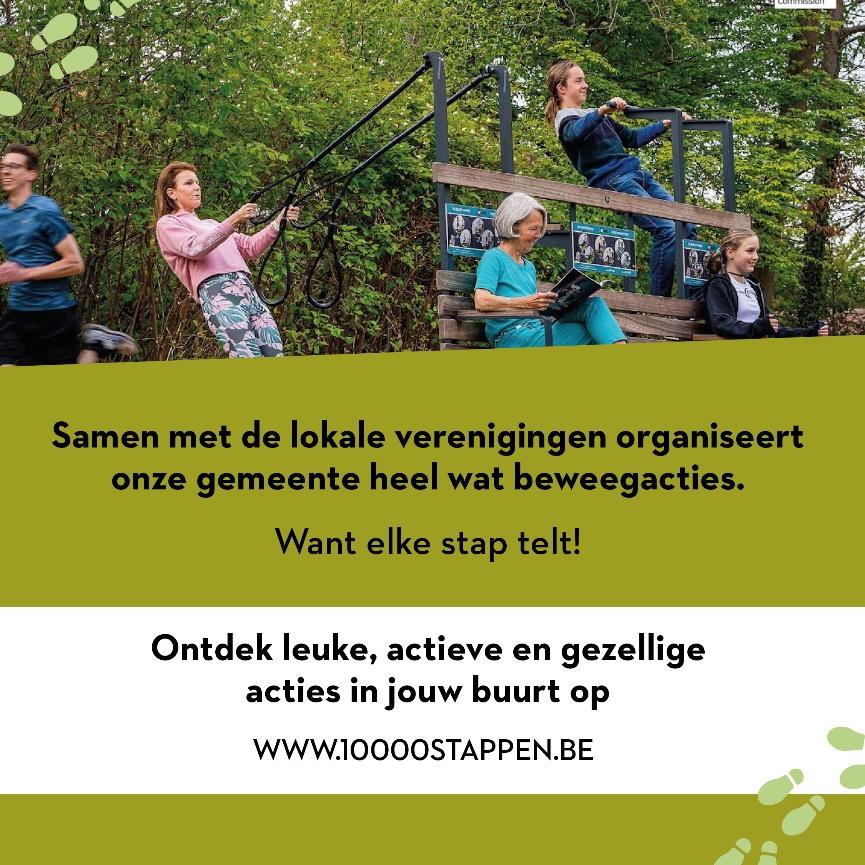 Commission
Samen met de lokale verenigingen organiseert
onze gemeente heel wat beweegacties.
Want elke stap telt!
Ontdek leuke, actieve en gezellige
acties in jouw buurt op
WWW.10000STAPPEN.BE